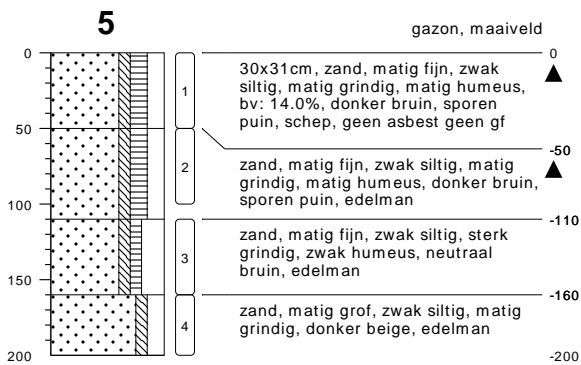 5
gazon, maaiveld
0
1
0
30x31cm, zand, matig fijn, zwak
siltig, matig grindig, matig humeus,
bv: 14.0%, donker bruin, sporen
puin, schep, geen asbest geen gf
50
-50
2
zand, matig fijn, zwak siltig, matig
grindig, matig humeus, donker bruin,
sporen puin, edelman
100
-110
3
zand, matig fijn, zwak siltig, sterk
grindig, zwak humeus, neutraal
bruin, edelman
150
-160
4
zand, matig grof, zwak siltig, matig
grindig, donker beige, edelman
200
-200